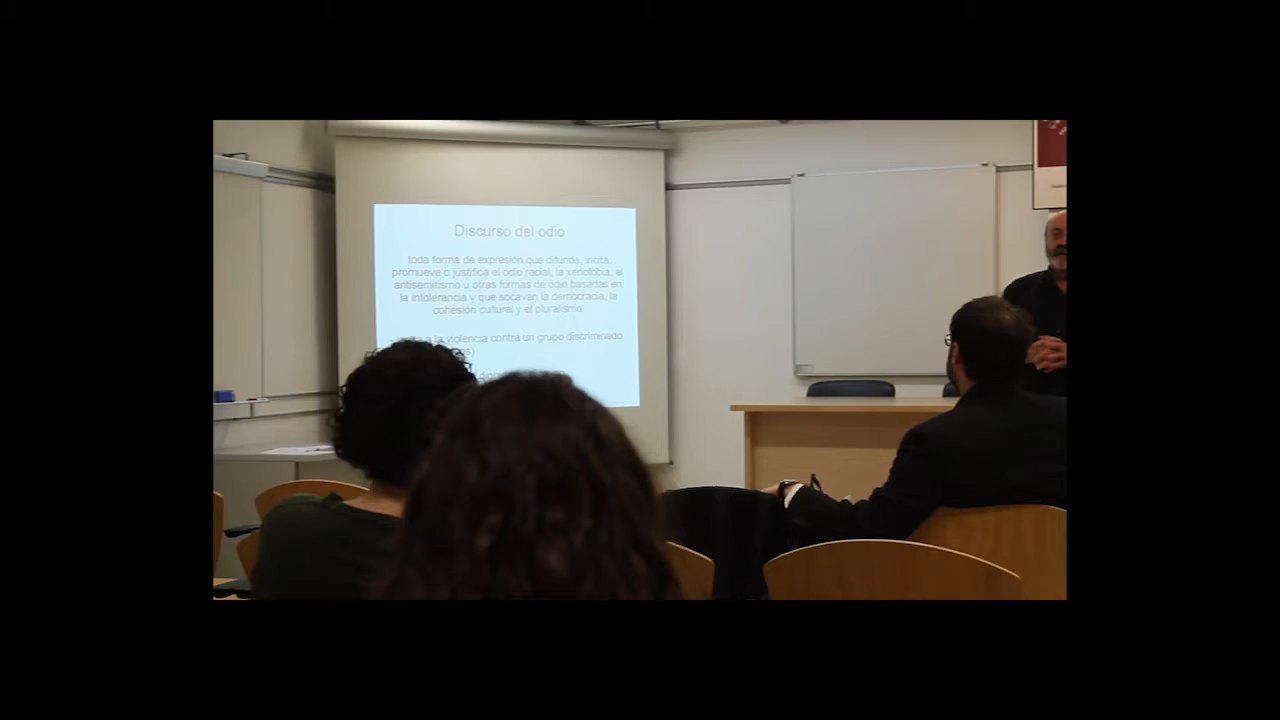 Discurso del odio
toda forma de expresión que difunda, incita,
promueve o justifica el odio racial, la xenofobia, el
antisemitismo u otras formas de odio basadas en
la intolerancia y que socavan la democracia, la
cohesión cultural y el pluralismo.
a la violencia contra un grupo discriminado